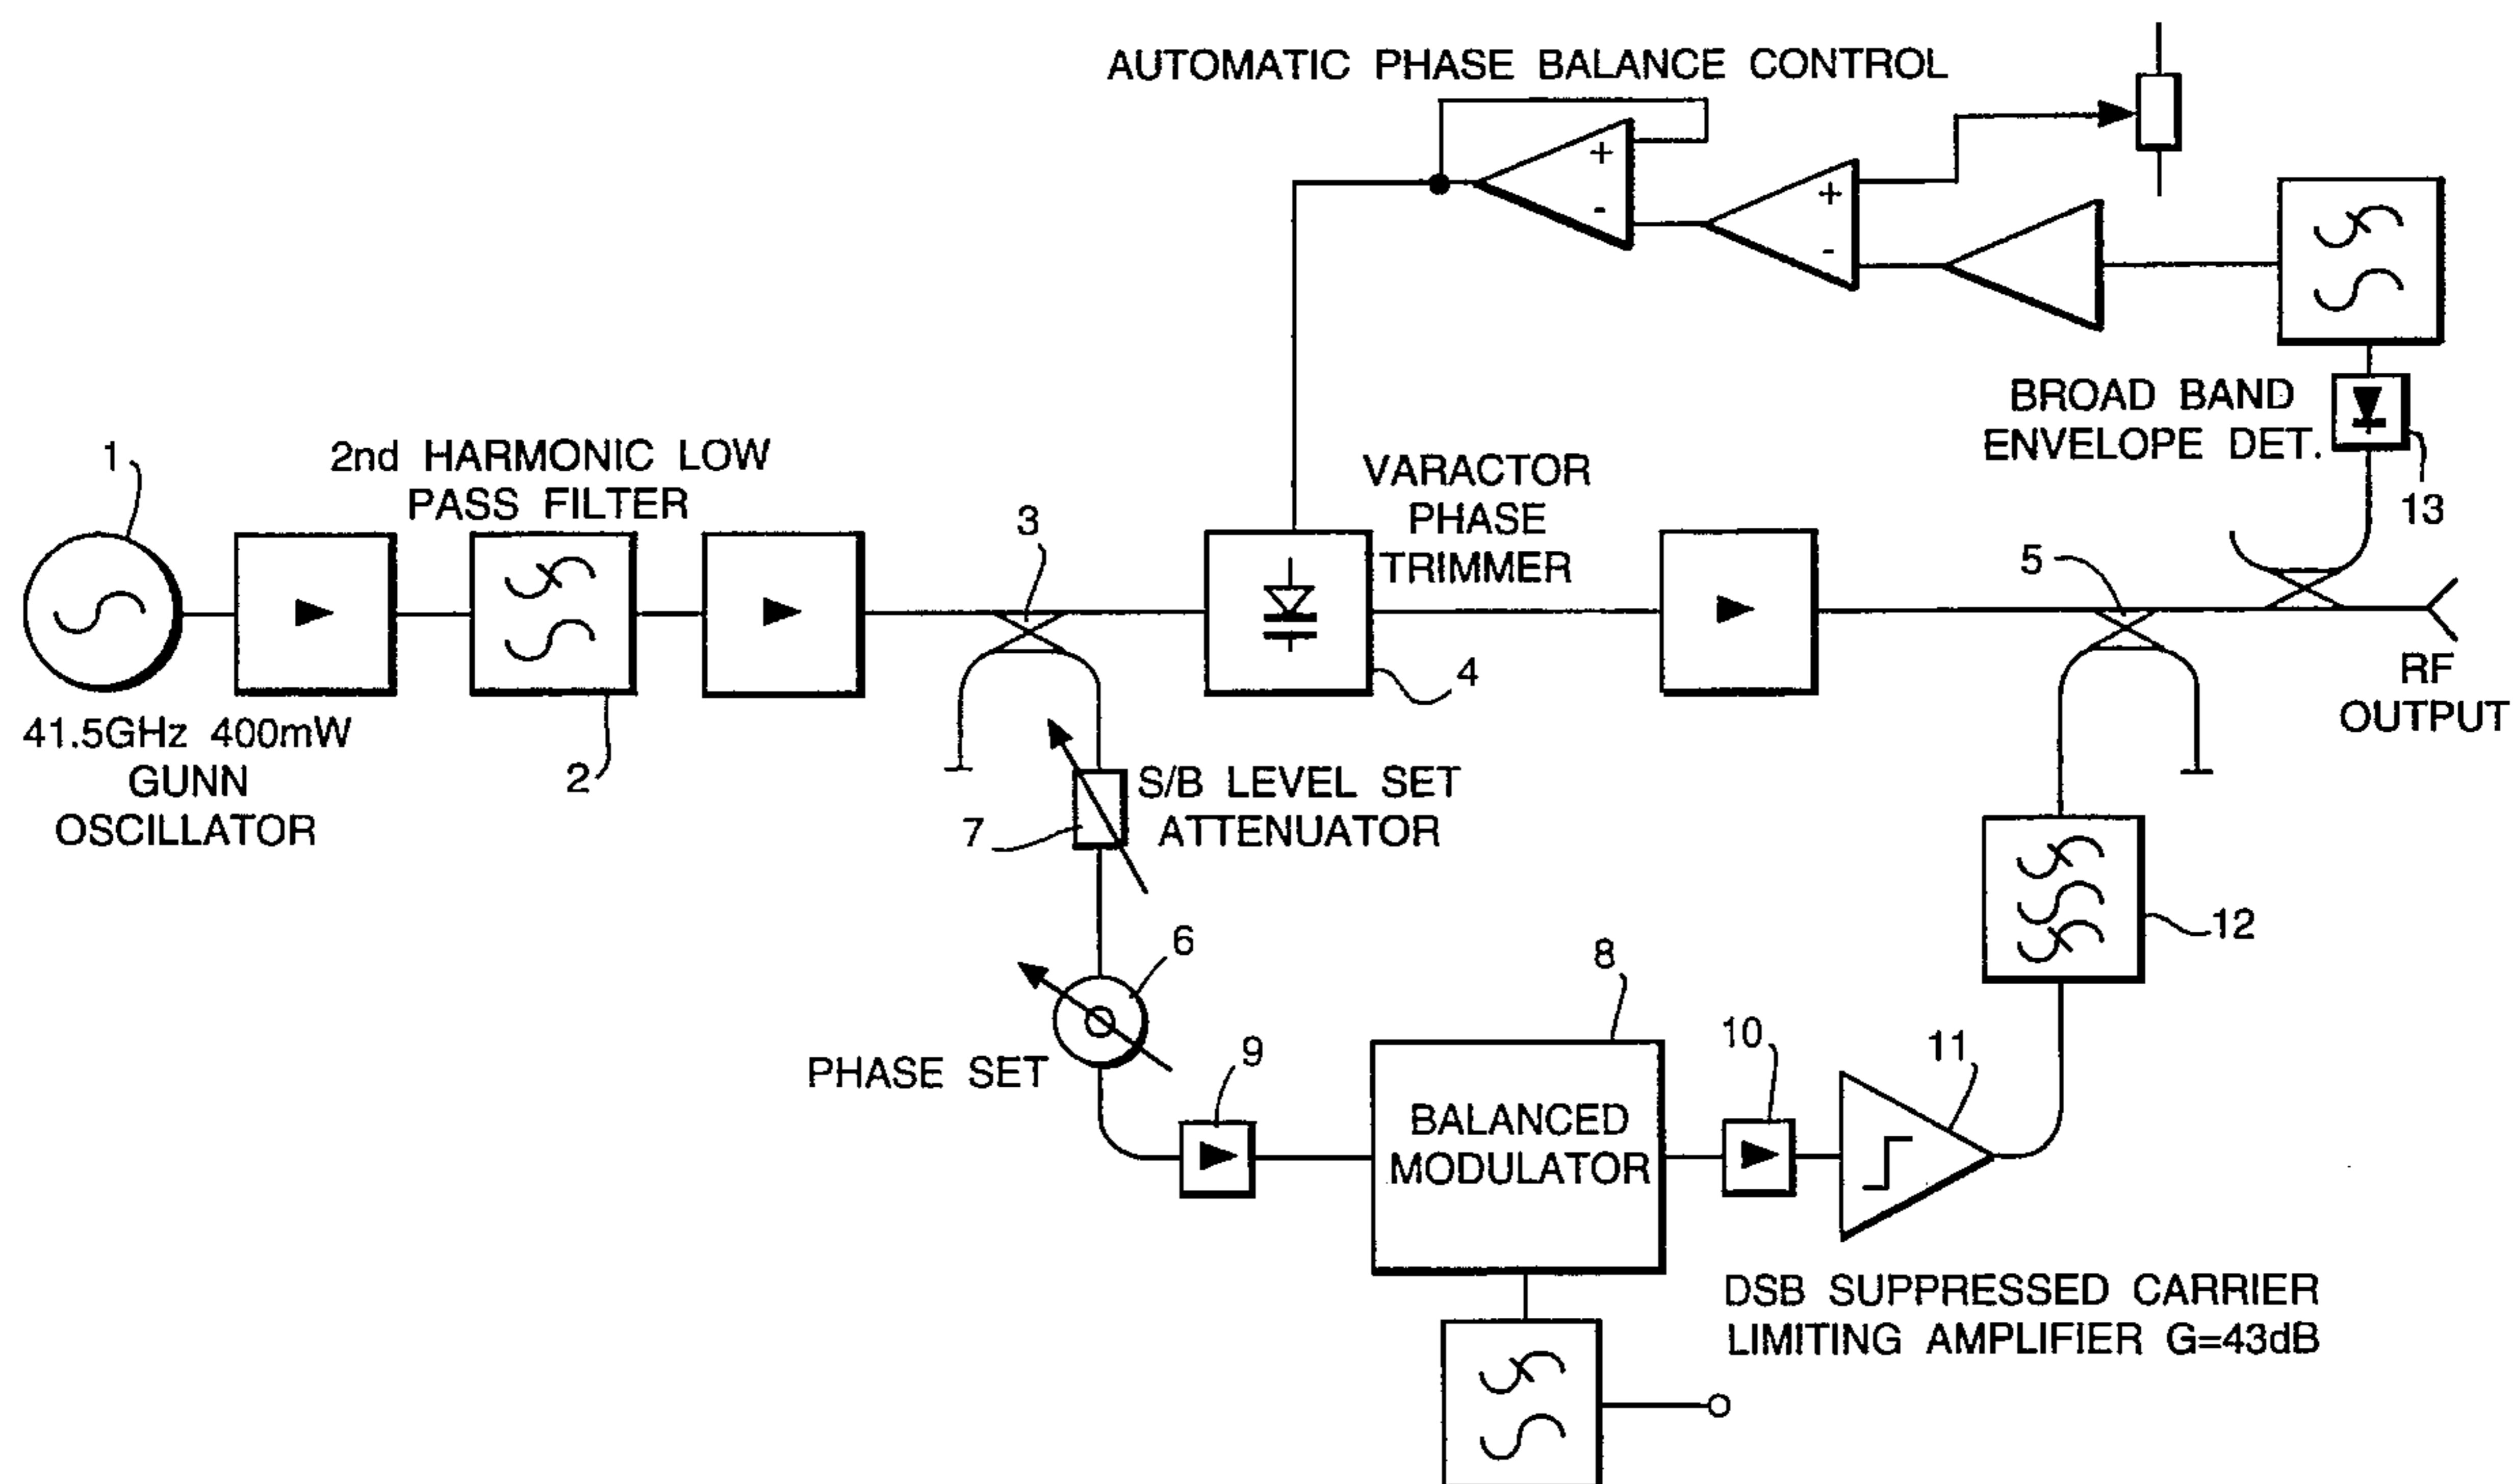 AUTOMATIC PHASE BALANCE CONTROL
+
-
+
-
BROAD BAND
ENVELOPE DET.
13
1
2nd HARMONIC LOW
PASS FILTER
3
VARACTOR
PHASE
TRIMMER
5
4
RF
OUTPUT
41.5GHz 400mW
GUNN
OSCILLATOR
2
S/B LEVEL SET
ATTENUATOR
7
12
6
8
PHASE SET
9
10
11
BALANCED
MODULATOR
DSB SUPPRESSED CARRIER
LIMITING AMPLIFIER G=43dB